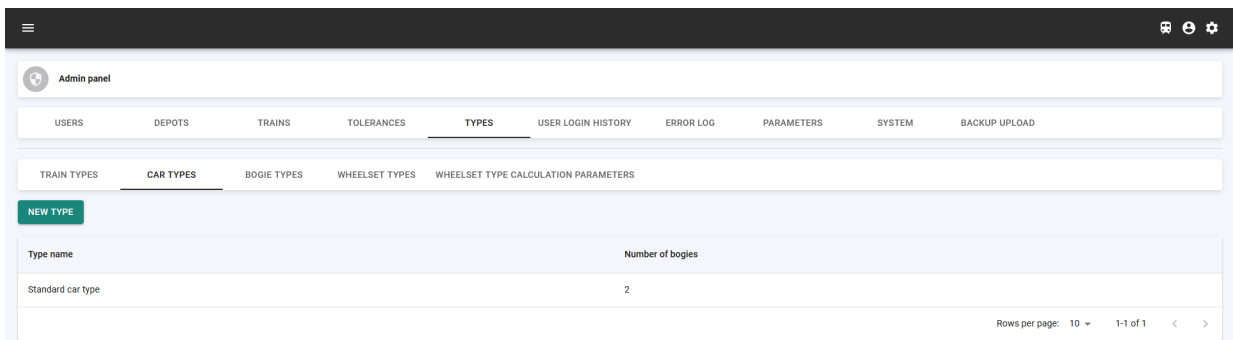 Admin panel
USERS DEPOTS TRAINS TOLERANCES TYPES USER LOGIN HISTORY ERROR LOG PARAMETERS SYSTEM BACKUP UPLOAD
TRAIN TYPES CAR TYPES BOGIE TYPES WHEELSET TYPES WHEELSET TYPE CALCULATION PARAMETERS
NEW TYPE
Type name Number of bogies
Standard car type 2
Rows per page: 10 1-1 of 1